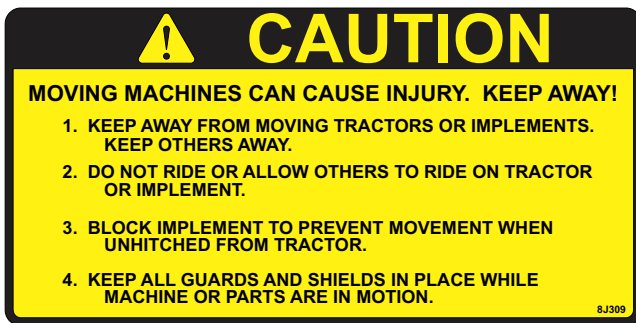 CAUTION
MOVING MACHINES CAN CAUSE INJURY. KEEP AWAY!
1. KEEP AWAY FROM MOVING TRACTORS OR IMPLEMENTS.
KEEP OTHERS AWAY.
2. DO NOT RIDE OR ALLOW OTHERS TO RIDE ON TRACTOR
OR IMPLEMENT.
3. BLOCK IMPLEMENT TO PREVENT MOVEMENT WHEN
UNHITCHED FROM TRACTOR.
4. KEEP ALL GUARDS AND SHIELDS IN PLACE WHILE
MACHINE OR PARTS ARE IN MOTION.
8J309